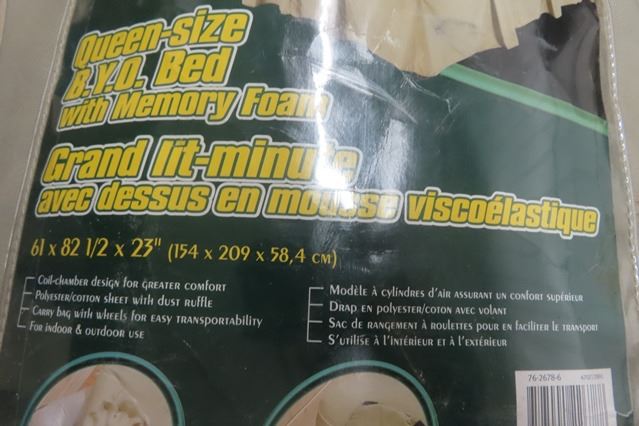 Queen-size
B.Y.O. Bed
with Memory Foam
Grand lit-minute
avec dessus en mousse viscoélastique
61 x 82 1/2 x 23" (154 x 209 x 58,4 cm)
Coil-chamber design for greater comfort
Polyester/cotton sheet with dust ruffle
Carry bag with wheels for easy transportability
For indoor & outdoor use
Modèle à cylindres d'air assurant un confort supérieur
Drap en polyester/coton avec volant
Sac de rangement à roulettes pour en faciliter le transport
S'utilise à l'intérieur et à l'extérieur
76-2678-6